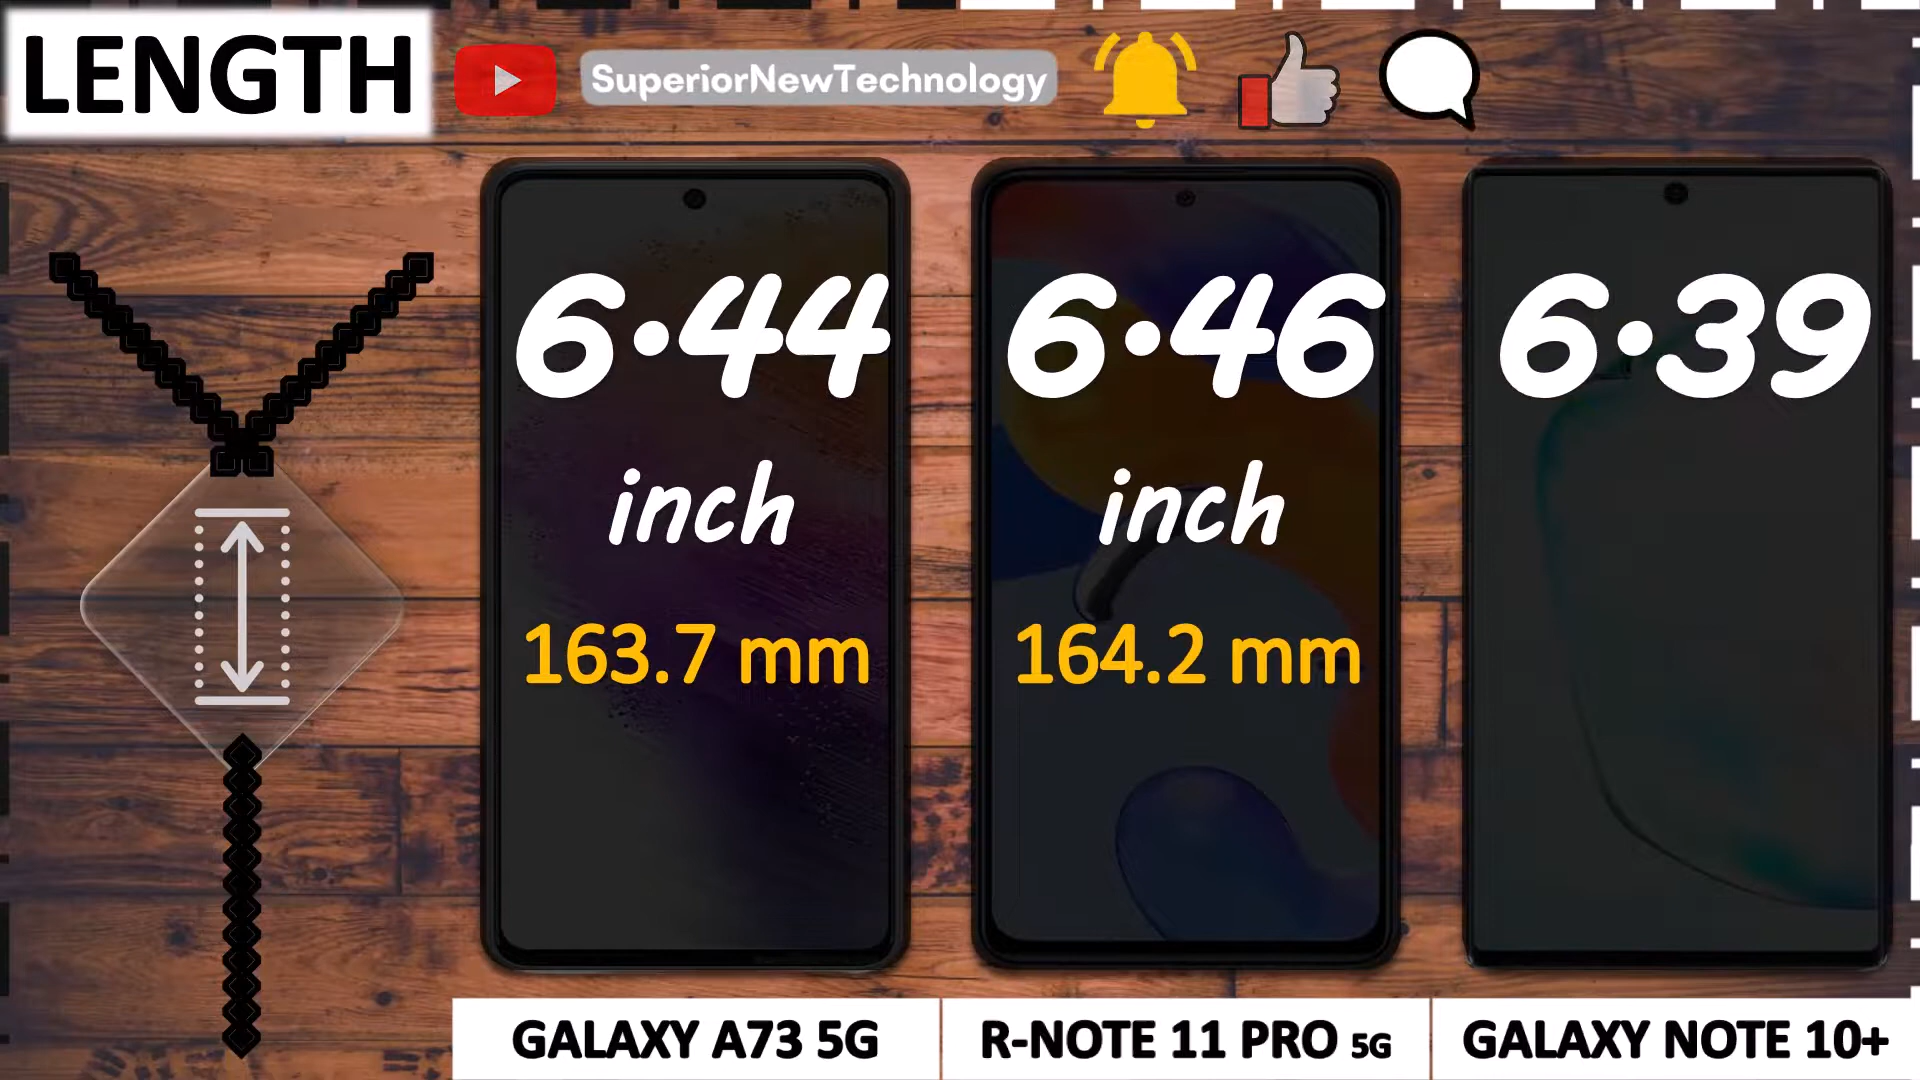 LENGTH
SuperiorNewTechnology
6.44
inch
163.7 mm
6.46
inch
164.2 mm
6.39
GALAXY A73 5G
R-NOTE 11 PRO 5G
GALAXY NOTE 10+